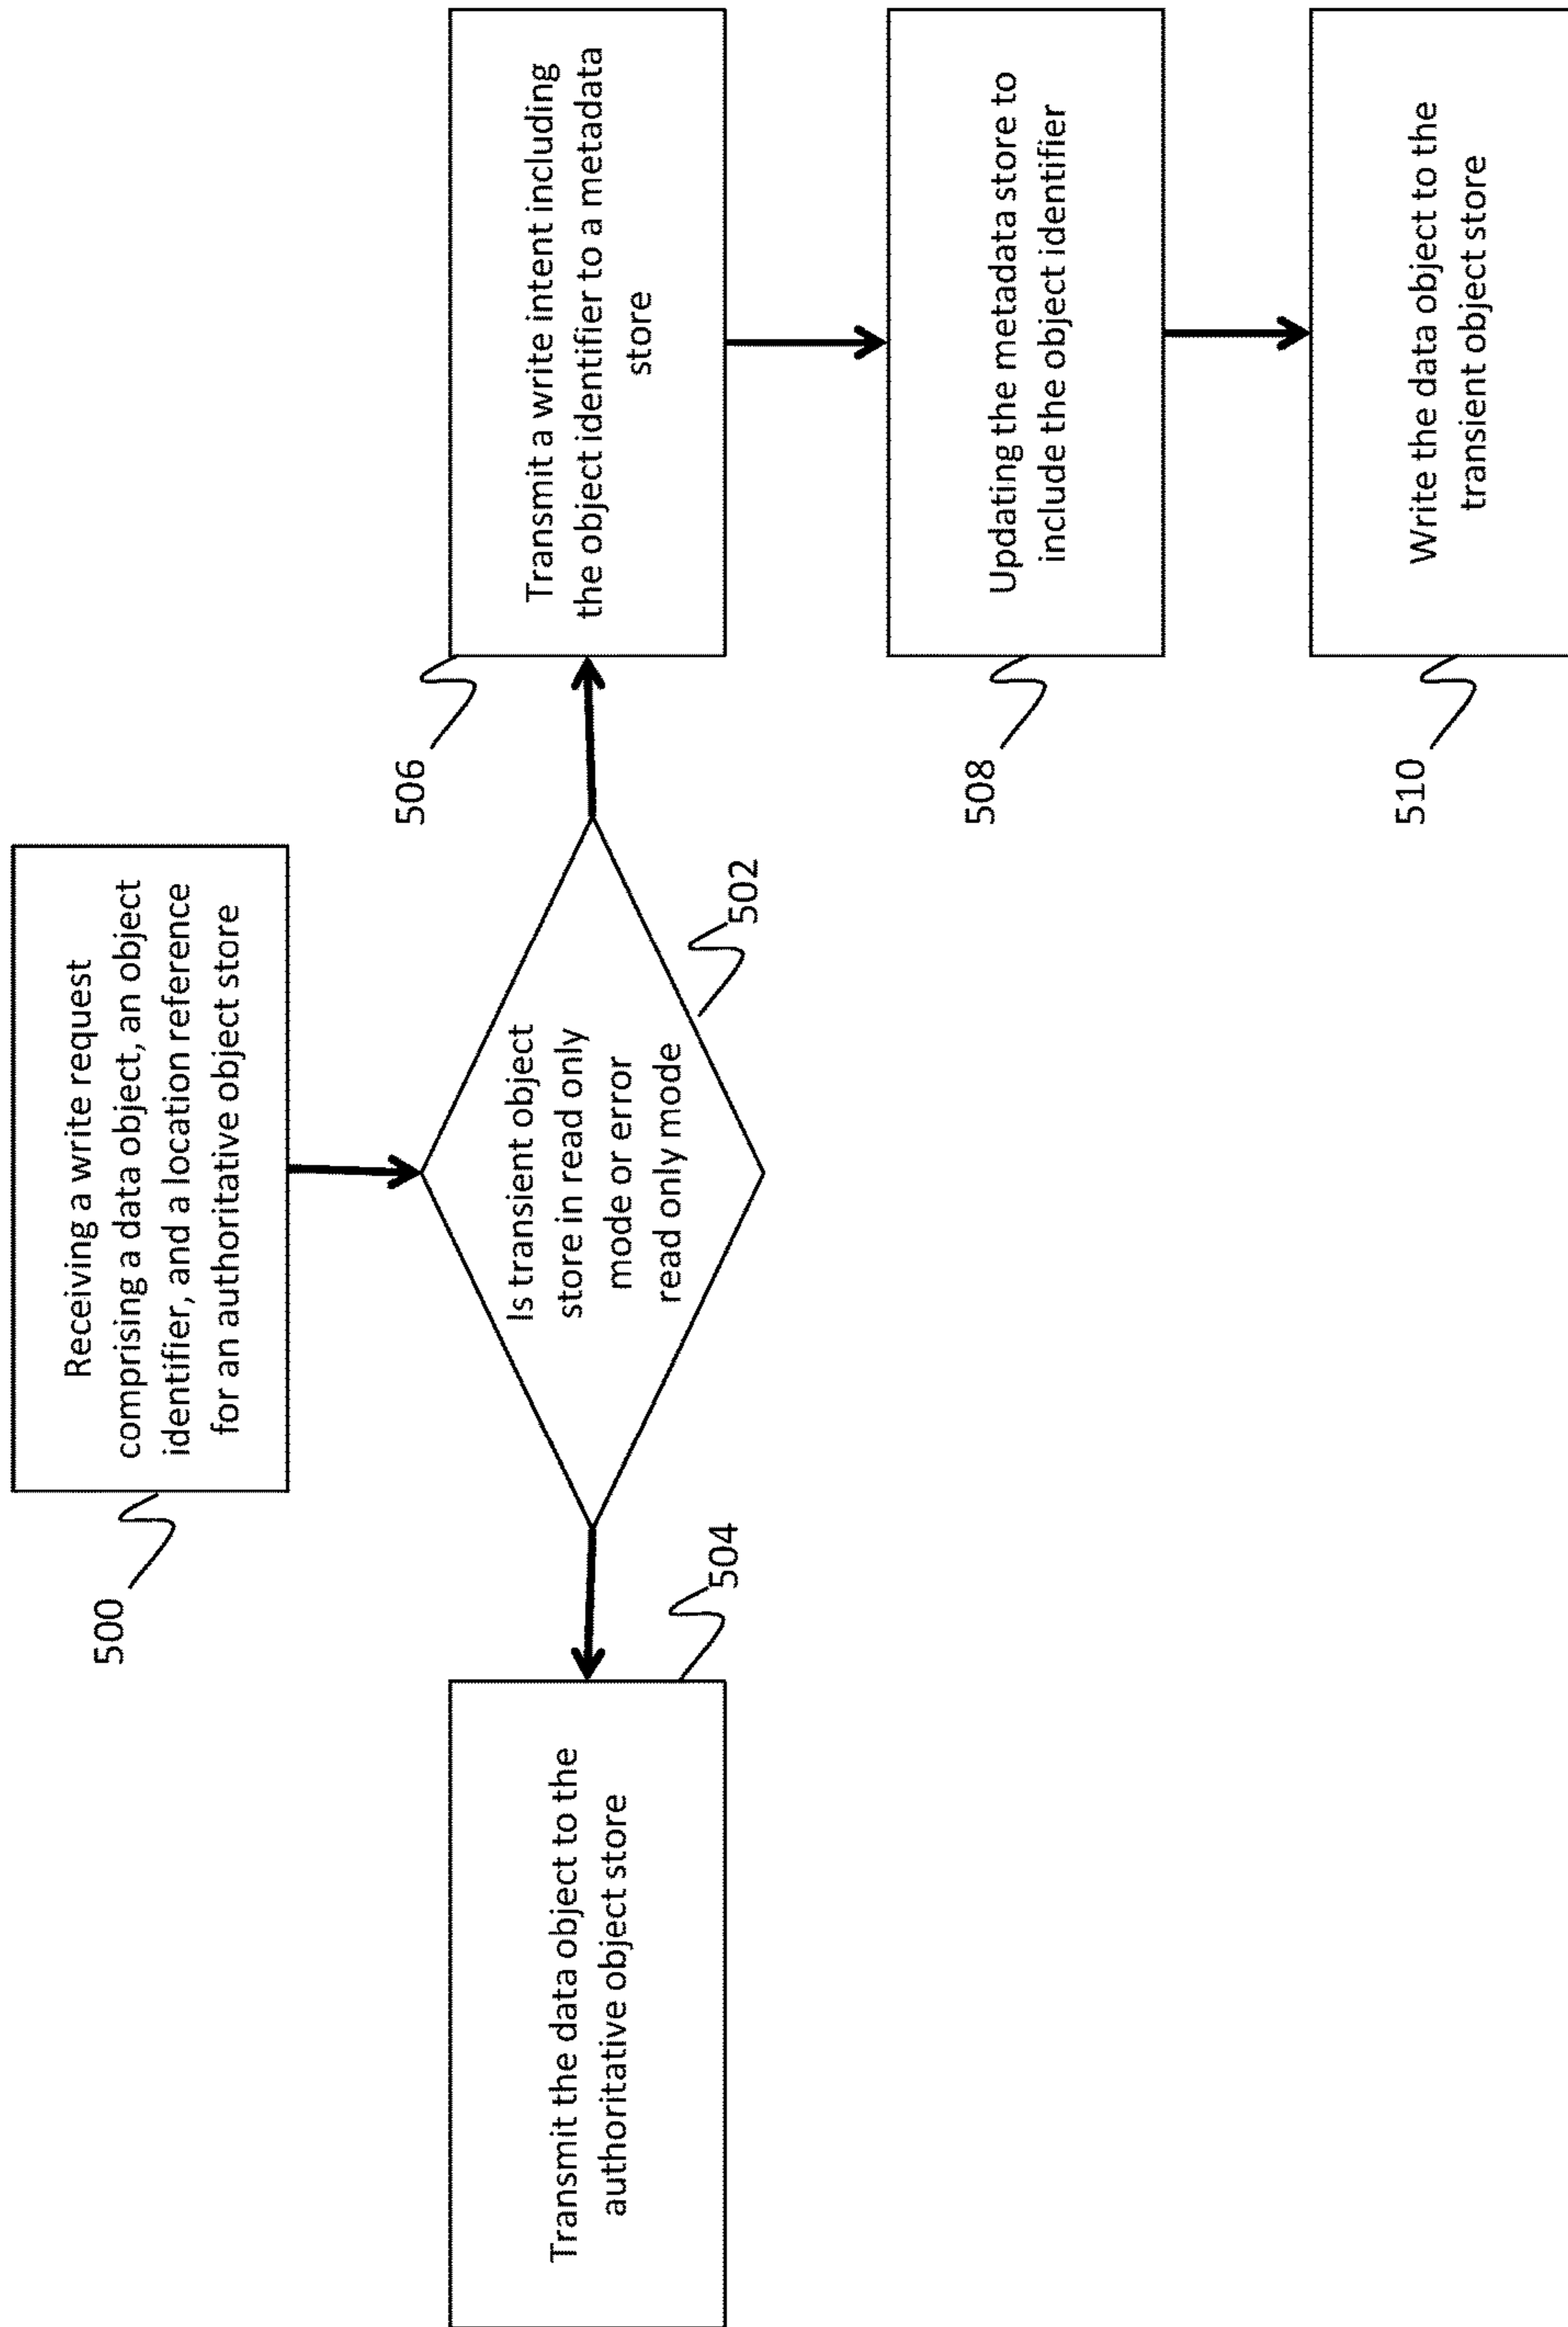 Receiving a write request
comprising a data object, an object
identifier, and a location reference
for an authoritative object store
500
Is transient object
store in read only
mode or error
read only mode
502
Transmit the data object to the
authoritative object store
504
Transmit a write intent including
the object identifier to a metadata
store
506
Updating the metadata store to
include the object identifier
508
Write the data object to the
transient object store
510